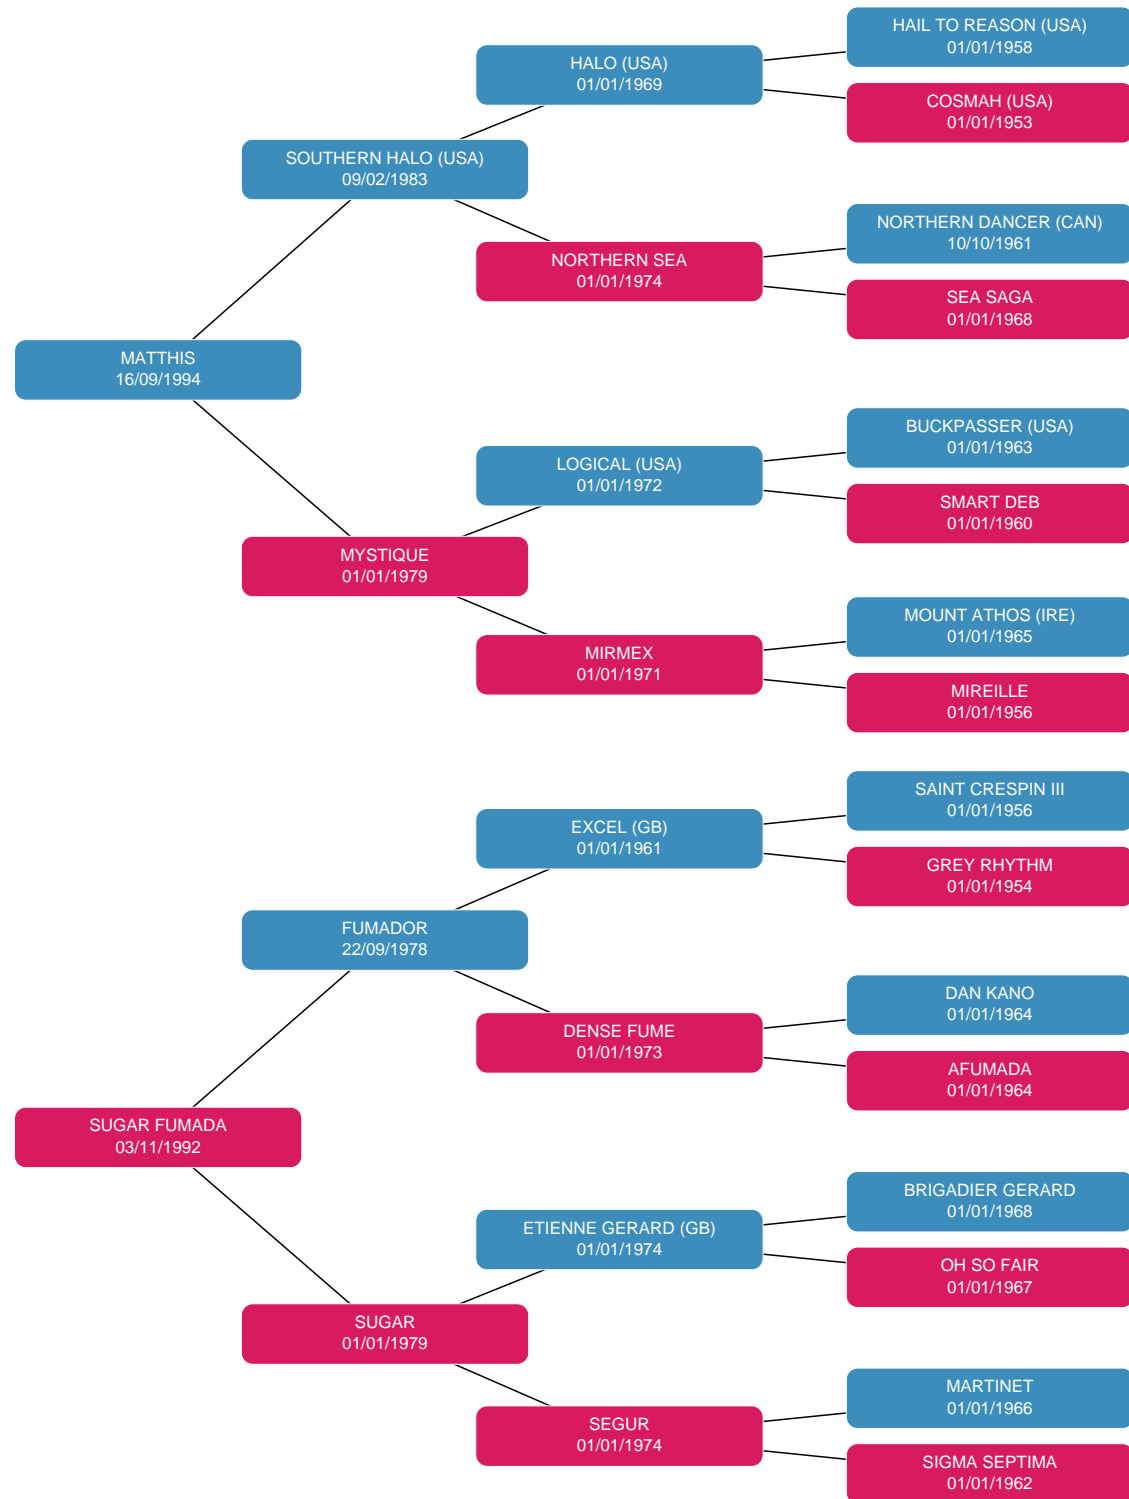 HAIL TO REASON (USA)
01/01/1958
HALO (USA)
01/01/1969
COSMAH (USA)
01/01/1953
SOUTHERN HALO (USA)
09/02/1983
NORTHERN DANCER (CAN)
10/10/1961
NORTHERN SEA
01/01/1974
SEA SAGA
01/01/1968
MATTHIS
16/09/1994
BUCKPASSER (USA)
01/01/1963
LOGICAL (USA)
01/01/1972
SMART DEB
01/01/1960
MYSTIQUE
01/01/1979
MOUNT ATHOS (IRE)
01/01/1965
MIRMEX
01/01/1971
MIREILLE
01/01/1956
SAINT CRESPIN III
01/01/1956
EXCEL (GB)
01/01/1961
GREY RHYTHM
01/01/1954
FUMADOR
22/09/1978
DAN KANO
01/01/1964
DENSE FUME
01/01/1973
AFUMADA
01/01/1964
SUGAR FUMADA
03/11/1992
BRIGADIER GERARD
01/01/1968
ETIENNE GERARD (GB)
01/01/1974
OH SO FAIR
01/01/1967
SUGAR
01/01/1979
MARTINET
01/01/1966
SEGUR
01/01/1974
SIGMA SEPTIMA
01/01/1962